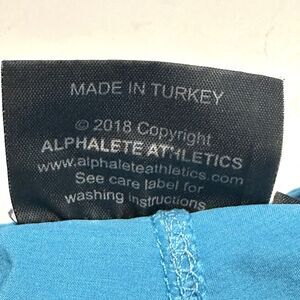 MADE IN TURKEY
© 2018 Copyright
ALPHALETE ATHLETICS
www.alphaleteathletics.com
See care label for
washing instructions